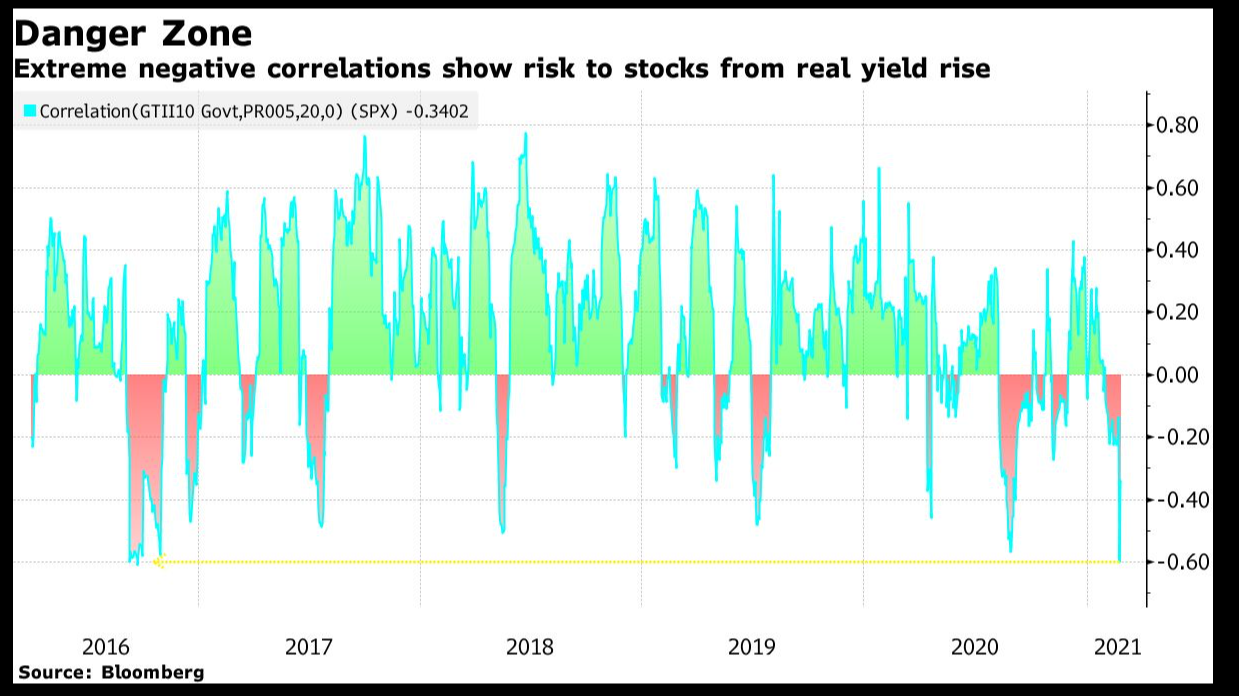 Danger Zone
Extreme negative correlations show risk to stocks from real yield rise
Correlation(GTII10 Govt,PR005,20,0) (SPX) -0.3402
0.80
0.60
0.40
0.20
0.00
-0.20
-0.40
-0.60
2016 2017 2018 2019 2020 2021
Source: Bloomberg